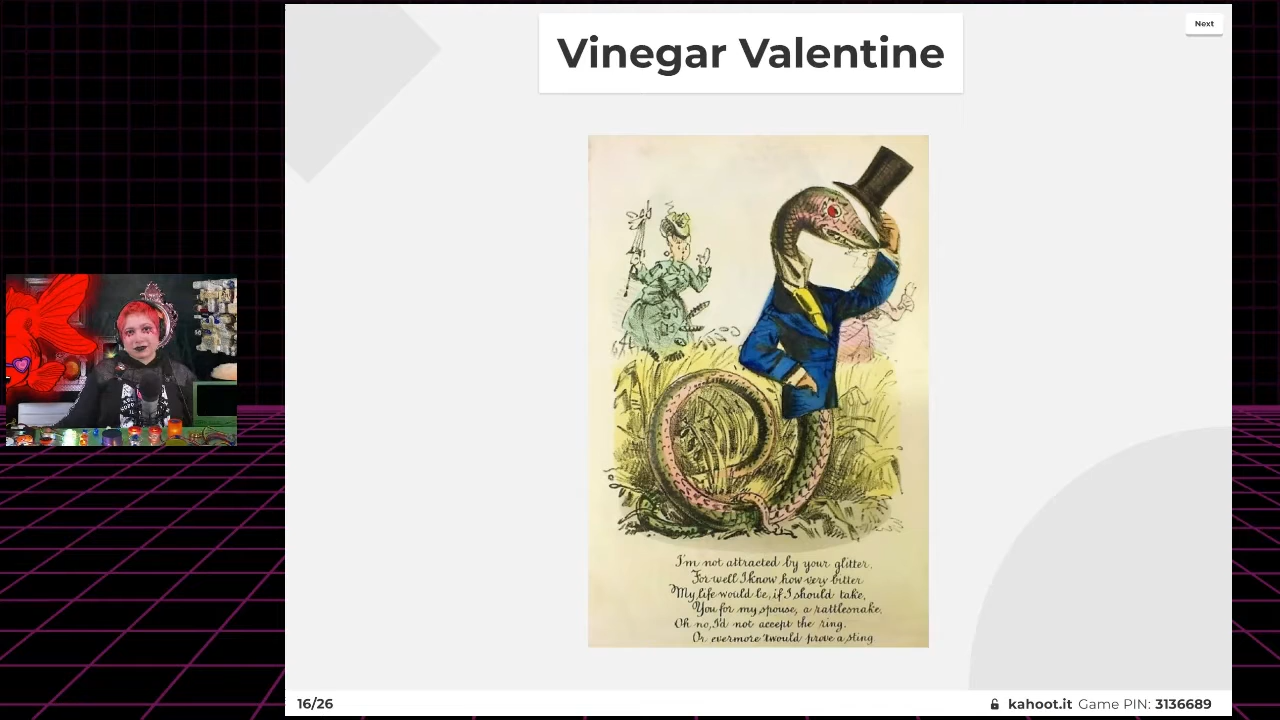 Vinegar Valentine
Next
I'm not attracted by your glitter,
For well I know how very bitter
My life would be, if I should take,
You for my spouse, a rattlesnake.
Oh no, I'd not accept the ring.
Or evermore 'twould prove a sting
16/26
kahoot.it Game PIN: 3136689